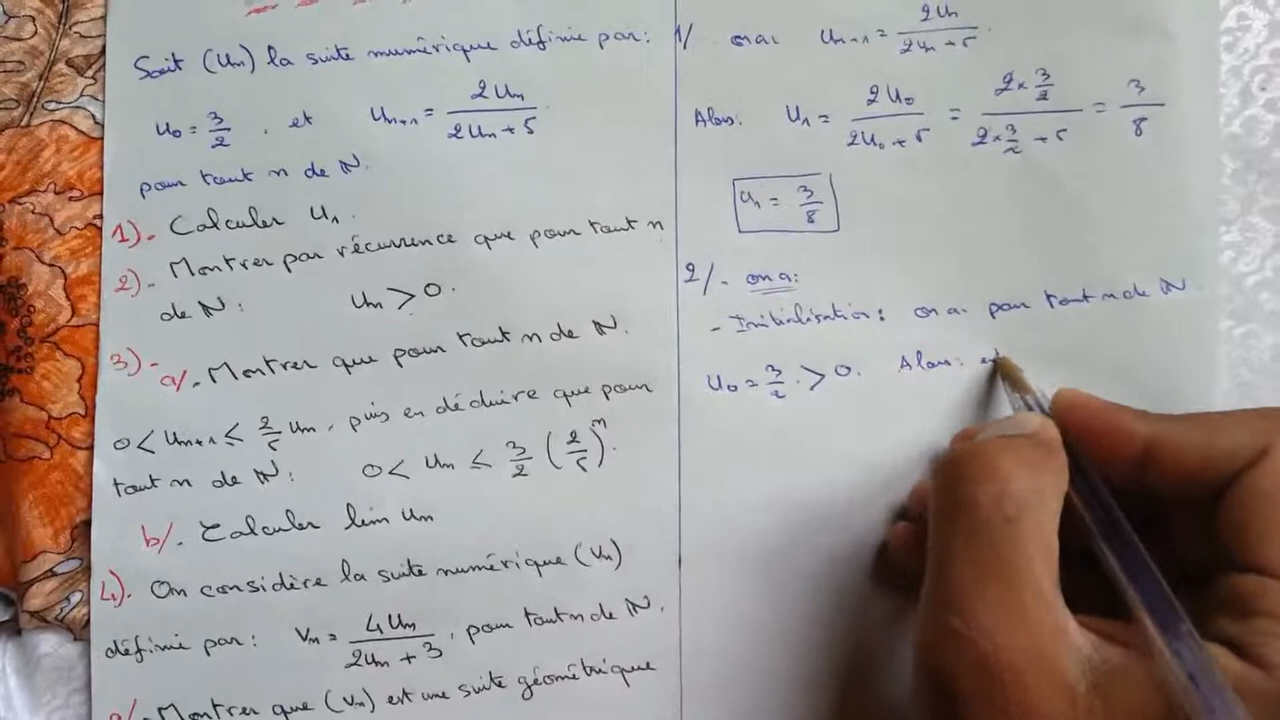 Soit (Un) la suite numérique définie par:
U0 = 3/2 , et Un+1 = 2Un / 2Un + 5
pour tout n de ℕ.
1)- Calculer U1.
2)- Montrer par récurrence que pour tout n
de ℕ: Un > 0.
3)-
a/- Montrer que pour tout n de ℕ.
0 < Un+1 ≤ 2/5 Un, puis en déduire que pour
tout n de ℕ: 0 < Un ≤ 3/2 (2/5)^n.
b/- Calculer lim Un
4)- On considère la suite numérique (Vn)
définie par: Vn = 4Un / 2Un + 3 , pour tout n de ℕ.
a/- Montrer que (Vn) est une suite géométrique
1/ on a: Un+1 = 2Un / 2Un + 5
Alors: U1 = 2U0 / 2U0 + 5 = 2×3/2 / 2×3/2 + 5 = 3/8
U1 = 3/8
2/- on a:
- Initialisation: on a pour tout n de ℕ
U0 = 3/2 > 0. Alors: